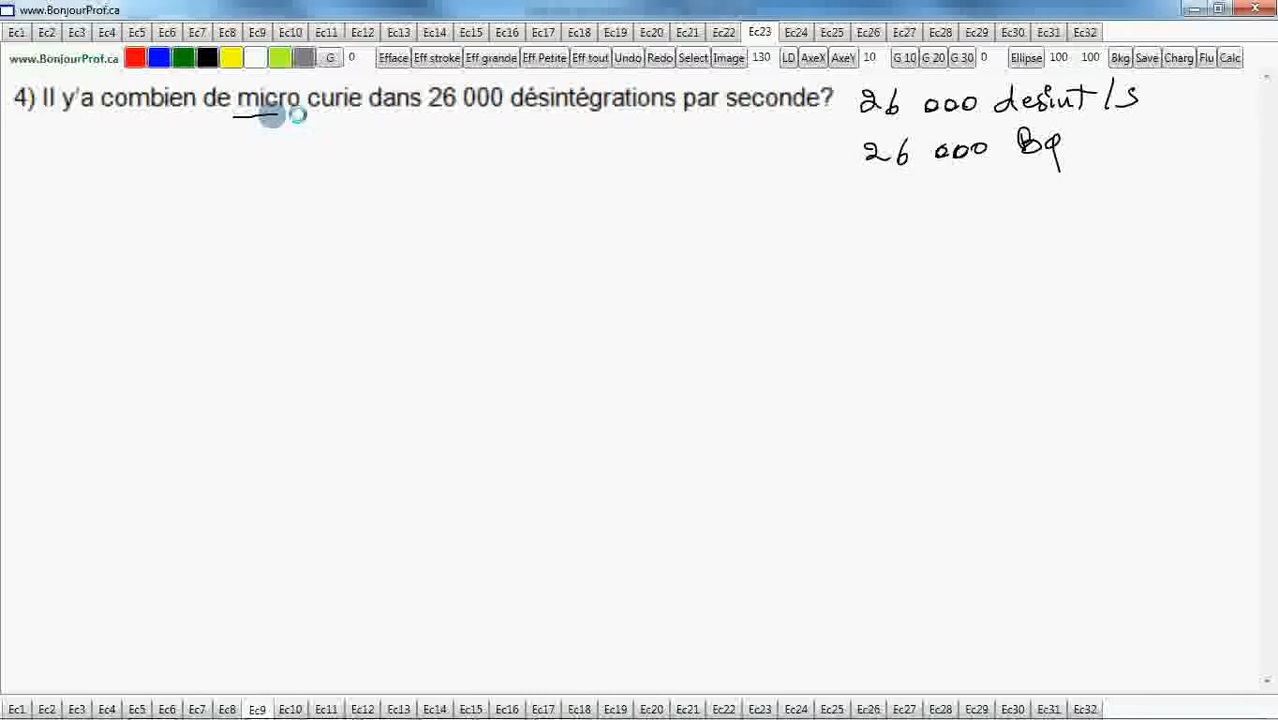 www.BonjourProf.ca
Ec1 Ec2 Ec3 Ec4 Ec5 Ec6 Ec7 Ec8 Ec9 Ec10 Ec11 Ec12 Ec13 Ec14 Ec15 Ec16 Ec17 Ec18 Ec19 Ec20 Ec21 Ec22 Ec23 Ec24 Ec25 Ec26 Ec27 Ec28 Ec29 Ec30 Ec31 Ec32
www.BonjourProf.ca G 0 Efface Eff stroke Eff grande Eff Petite Eff tout Undo Redo Select Image 130 LD AxeX AxeY 10 G 10 G 20 G 30 0 Ellipse 100 100 Bkg Save Charg Flu Calc
4) Il y'a combien de micro curie dans 26 000 désintégrations par seconde? 26 000 desint/s
26 000 Bq
Ec1 Ec2 Ec3 Ec4 Ec5 Ec6 Ec7 Ec8 Ec9 Ec10 Ec11 Ec12 Ec13 Ec14 Ec15 Ec16 Ec17 Ec18 Ec19 Ec20 Ec21 Ec22 Ec23 Ec24 Ec25 Ec26 Ec27 Ec28 Ec29 Ec30 Ec31 Ec32